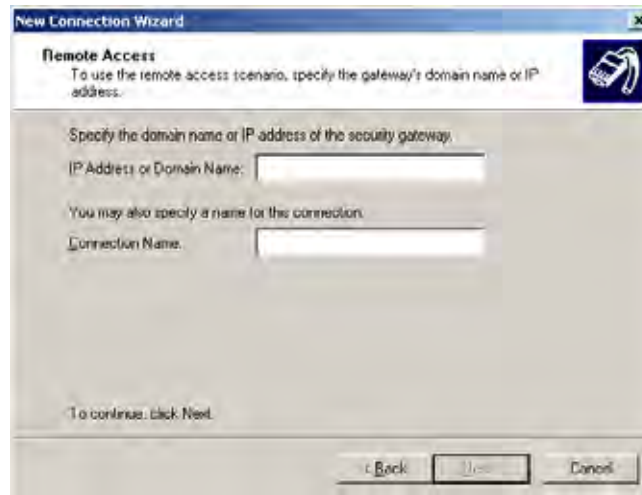 New Connection Wizard
Remote Access
To use the remote access scenario, specify the gateway's domain name or IP
address.
Specify the domain name or IP address of the security gateway.
IP Address or Domain Name:
You may also specify a name for this connection.
Connection Name:
To continue, click Next.
< Back
Next >
Cancel